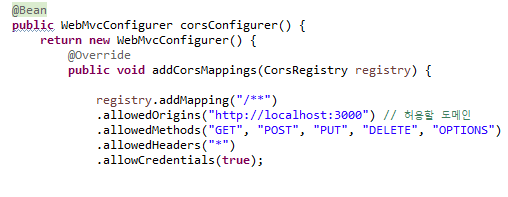 @Bean
public WebMvcConfigurer corsConfigurer() {
    return new WebMvcConfigurer() {
        @Override
        public void addCorsMappings(CorsRegistry registry) {
            registry.addMapping("/**")
            .allowedOrigins("http://localhost:3000") // 허용할 도메인
            .allowedMethods("GET", "POST", "PUT", "DELETE", "OPTIONS")
            .allowedHeaders("*")
            .allowCredentials(true);